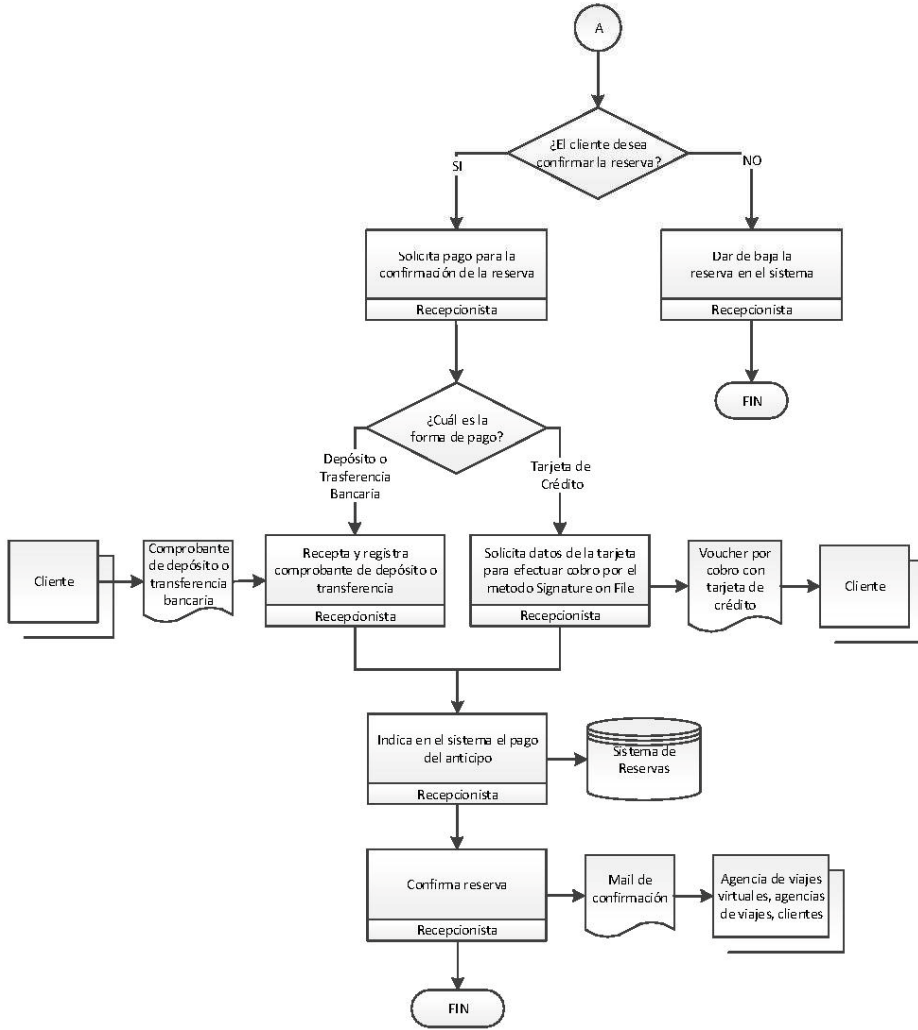 A
¿El cliente desea
confirmar la reserva?
SI
NO
Solicita pago para la
confirmación de la reserva
Recepcionista
Dar de baja la
reserva en el sistema
Recepcionista
FIN
¿Cuál es la
forma de pago?
Depósito o
Trasferencia
Bancaria
Tarjeta de
Crédito
Cliente
Comprobante
de depósito o
transferencia
bancaria
Recepta y registra
comprobante de depósito o
transferencia
Recepcionista
Solicita datos de la tarjeta
para efectuar cobro por el
metodo Signature on File
Recepcionista
Voucher por
cobro con
tarjeta de
crédito
Cliente
Indica en el sistema el pago
del anticipo
Recepcionista
Sistema de
Reservas
Confirma reserva
Recepcionista
Mail de
confirmación
Agencia de viajes
virtuales, agencias
de viajes, clientes
FIN